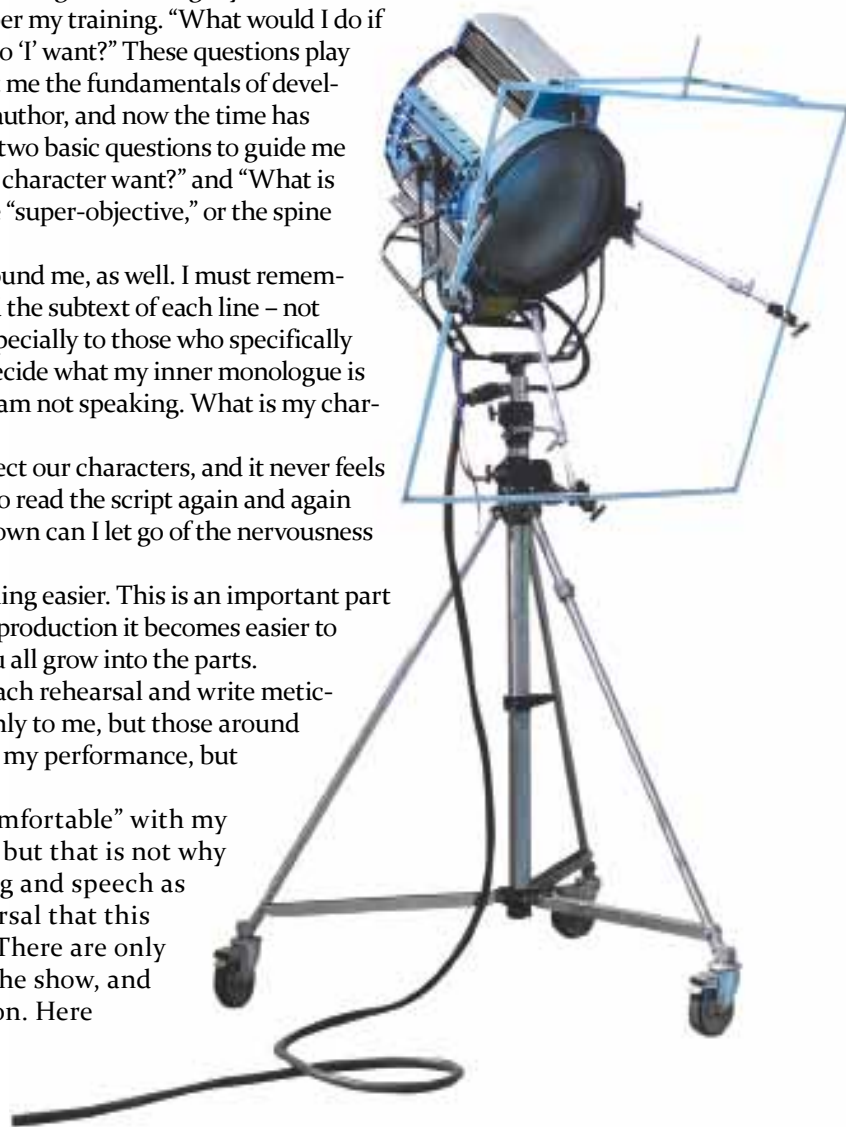 er my training. “What would I do if
o ‘I’ want?” These questions play
me the fundamentals of devel-
author, and now the time has
two basic questions to guide me
character want?” and “What is
“super-objective,” or the spine
ound me, as well. I must remem-
the subtext of each line – not
pecially to those who specifically
ecide what my inner monologue is
am not speaking. What is my char-
ect our characters, and it never feels
o read the script again and again
own can I let go of the nervousness
ing easier. This is an important part
production it becomes easier to
u all grow into the parts.
ach rehearsal and write metic-
nly to me, but those around
my performance, but
mfortable” with my
but that is not why
g and speech as
rsal that this
There are only
he show, and
on. Here